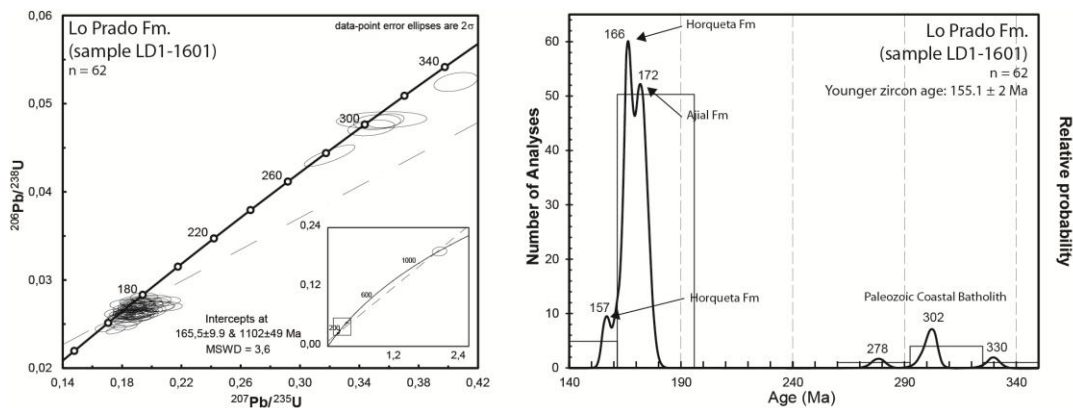 Lo Prado Fm.
(sample LD1-1601)
n = 62
data-point error ellipses are 2σ
340
300
260
220
180
0,06
0,05
0,04
0,03
0,02
206Pb/238U
0,14 0,18 0,22 0,26 0,30 0,34 0,38 0,42
207Pb/235U
Intercepts at
165,5±9.9 & 1102±49 Ma
MSWD = 3,6
0,24
0,12
0,00
1000
600
200
1,2 2,4
Lo Prado Fm.
(sample LD1-1601)
n = 62
Younger zircon age: 155.1 ± 2 Ma
Horqueta Fm
166
172
Ajial Fm
157
Horqueta Fm
Paleozoic Coastal Batholith
302
278
330
60
50
40
30
20
10
0
Number of Analyses
Relative probability
140 190 240 290 340
Age (Ma)